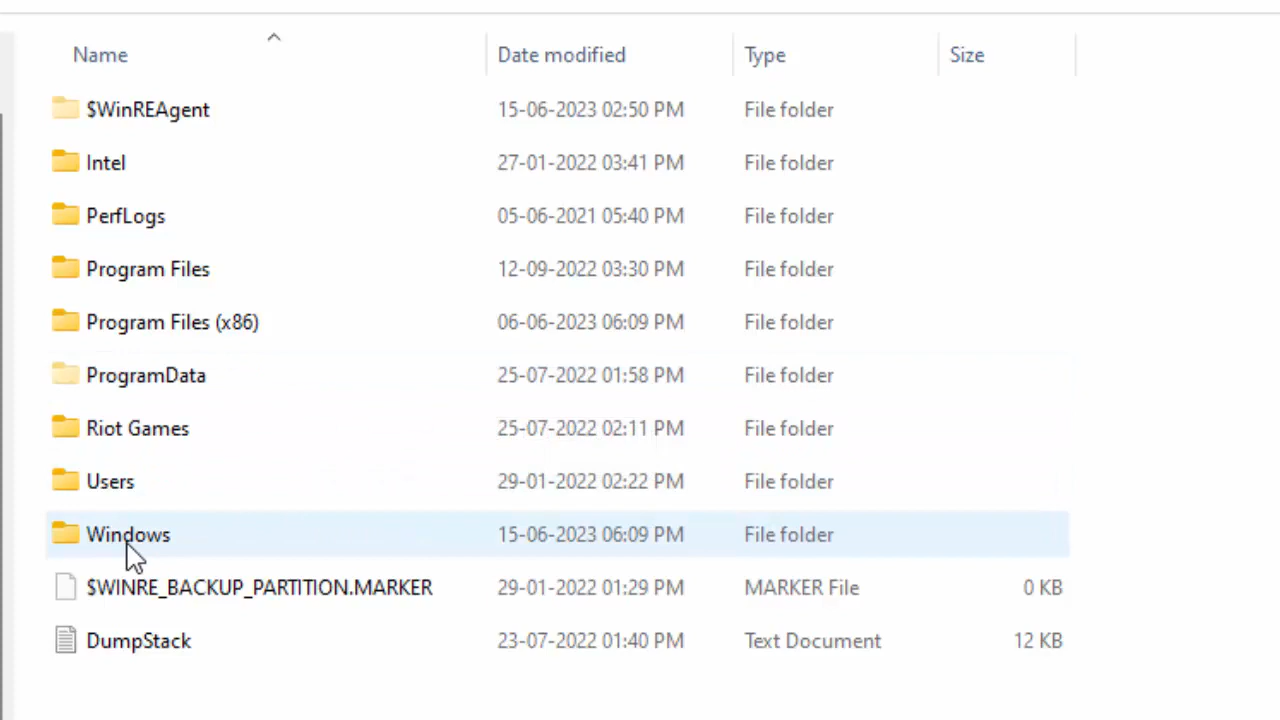 Name Date modified Type Size
$WinREAgent 15-06-2023 02:50 PM File folder
Intel 27-01-2022 03:41 PM File folder
PerfLogs 05-06-2021 05:40 PM File folder
Program Files 12-09-2022 03:30 PM File folder
Program Files (x86) 06-06-2023 06:09 PM File folder
ProgramData 25-07-2022 01:58 PM File folder
Riot Games 25-07-2022 02:11 PM File folder
Users 29-01-2022 02:22 PM File folder
Windows 15-06-2023 06:09 PM File folder
$WINRE_BACKUP_PARTITION.MARKER 29-01-2022 01:29 PM MARKER File 0 KB
DumpStack 23-07-2022 01:40 PM Text Document 12 KB